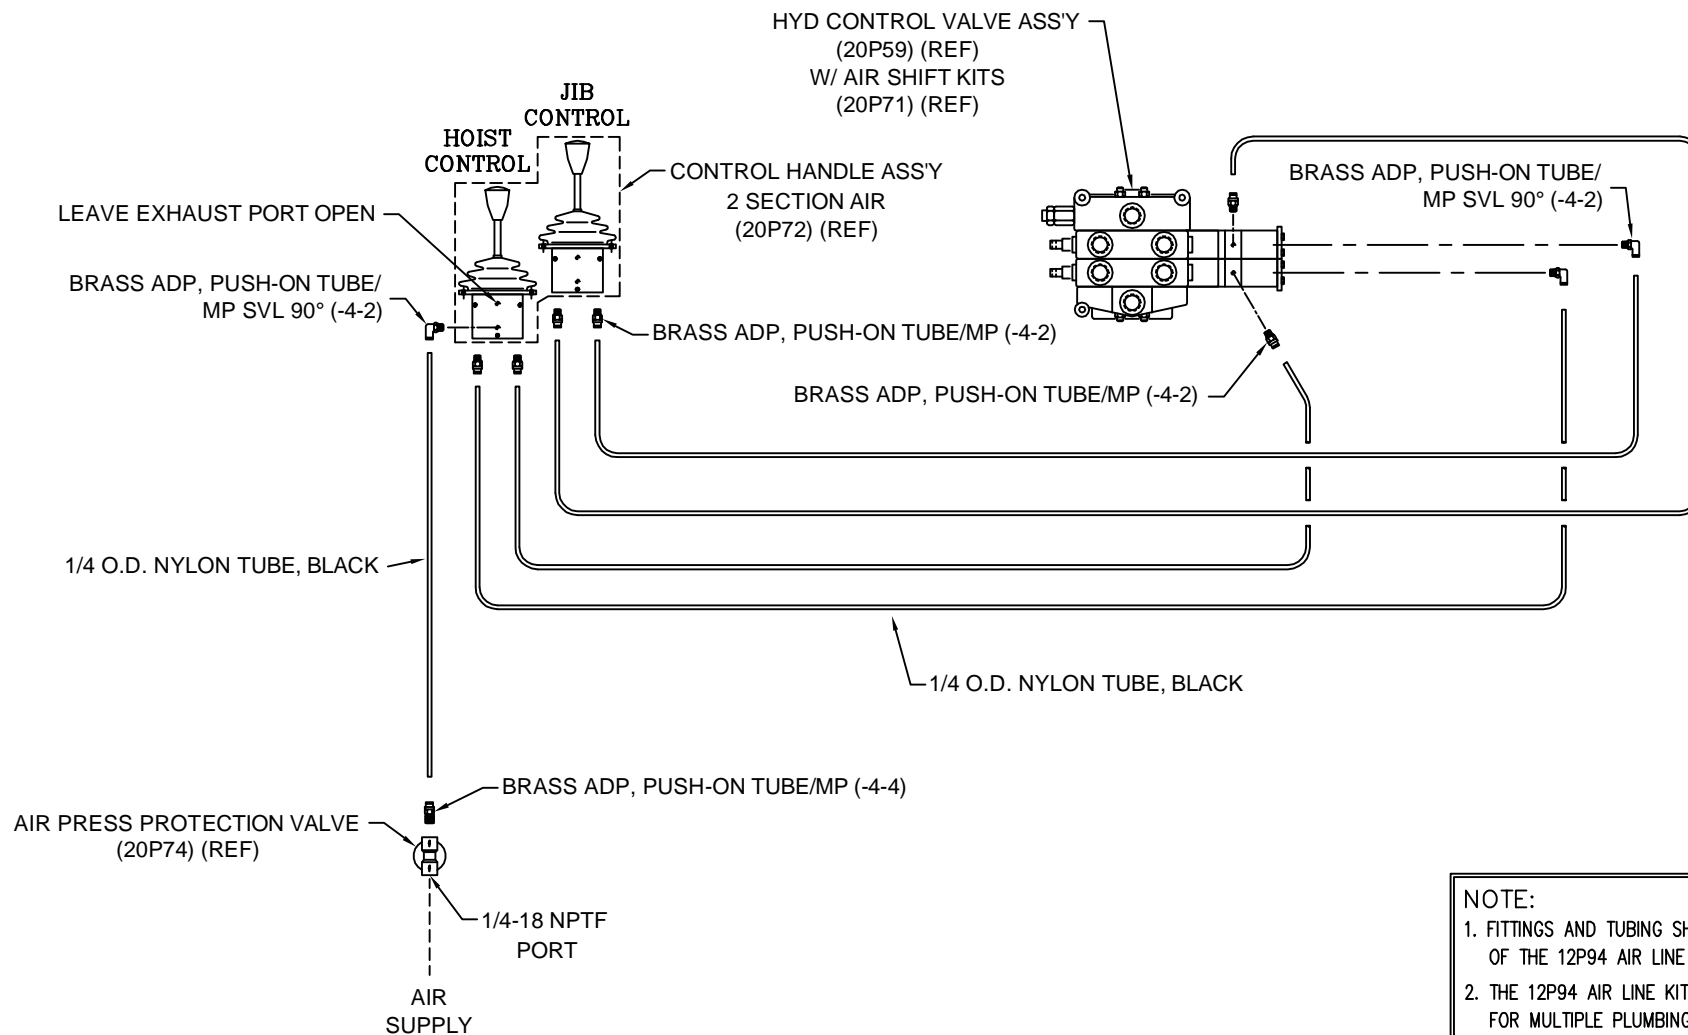 HYD CONTROL VALVE ASS'Y
(20P59) (REF)
W/ AIR SHIFT KITS
(20P71) (REF)
JIB
CONTROL
HOIST
CONTROL
CONTROL HANDLE ASS'Y
2 SECTION AIR
(20P72) (REF)
BRASS ADP, PUSH-ON TUBE/
MP SVL 90° (-4-2)
LEAVE EXHAUST PORT OPEN
BRASS ADP, PUSH-ON TUBE/
MP SVL 90° (-4-2)
BRASS ADP, PUSH-ON TUBE/MP (-4-2)
BRASS ADP, PUSH-ON TUBE/MP (-4-2)
1/4 O.D. NYLON TUBE, BLACK
1/4 O.D. NYLON TUBE, BLACK
BRASS ADP, PUSH-ON TUBE/MP (-4-4)
AIR PRESS PROTECTION VALVE
(20P74) (REF)
1/4-18 NPTF
PORT
AIR
SUPPLY
NOTE:
1. FITTINGS AND TUBING
OF THE 12P94 AIR LINE
2. THE 12P94 AIR LINE KIT
FOR MULTIPLE PLUMBING